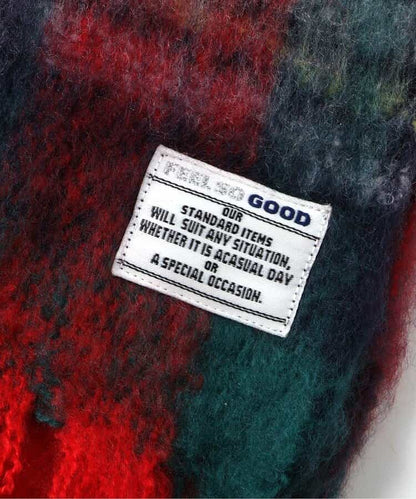 FEEL SO GOOD
OUR
STANDARD ITEMS
WILL SUIT ANY SITUATION,
WHETHER IT IS ACASUAL DAY
OR
A SPECIAL OCCASION.